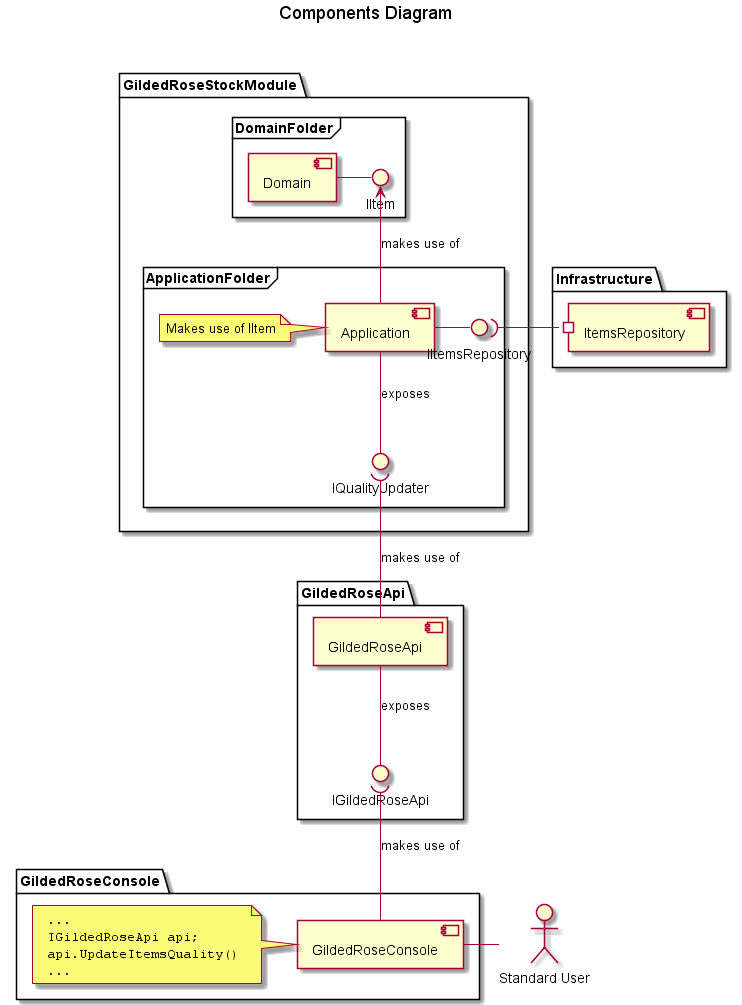 Components Diagram
GildedRoseStockModule
DomainFolder
Domain
IItem
makes use of
ApplicationFolder
Infrastructure
Makes use of IItem
Application
ItemsRepository
IItemsRepository
exposes
IQualityUpdater
makes use of
GildedRoseApi
GildedRoseApi
exposes
IGildedRoseApi
makes use of
GildedRoseConsole
...
IGildedRoseApi api;
api.UpdateItemsQuality()
...
GildedRoseConsole
Standard User